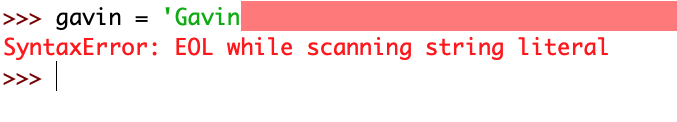 >>> gavin = 'Gavin
SyntaxError: EOL while scanning string literal
>>>